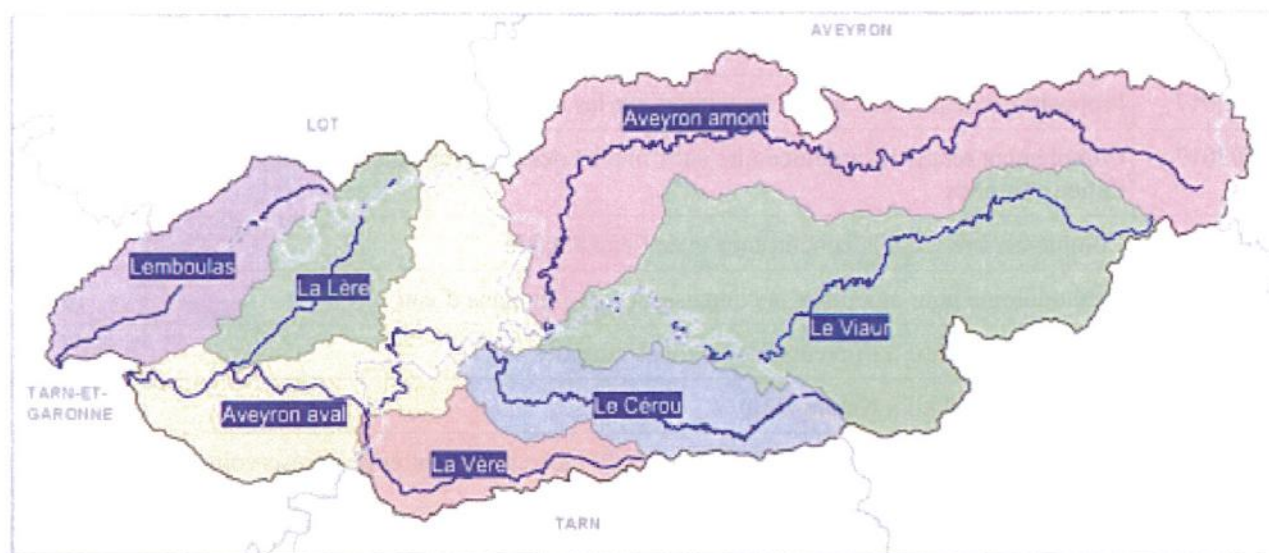 AVEYRON
Aveyron amont
LOT
Lemboulas
La Lère
Le Viaur
TARN-ET-
GARONNE
Aveyron aval
Le Cérou
La Vère
TARN